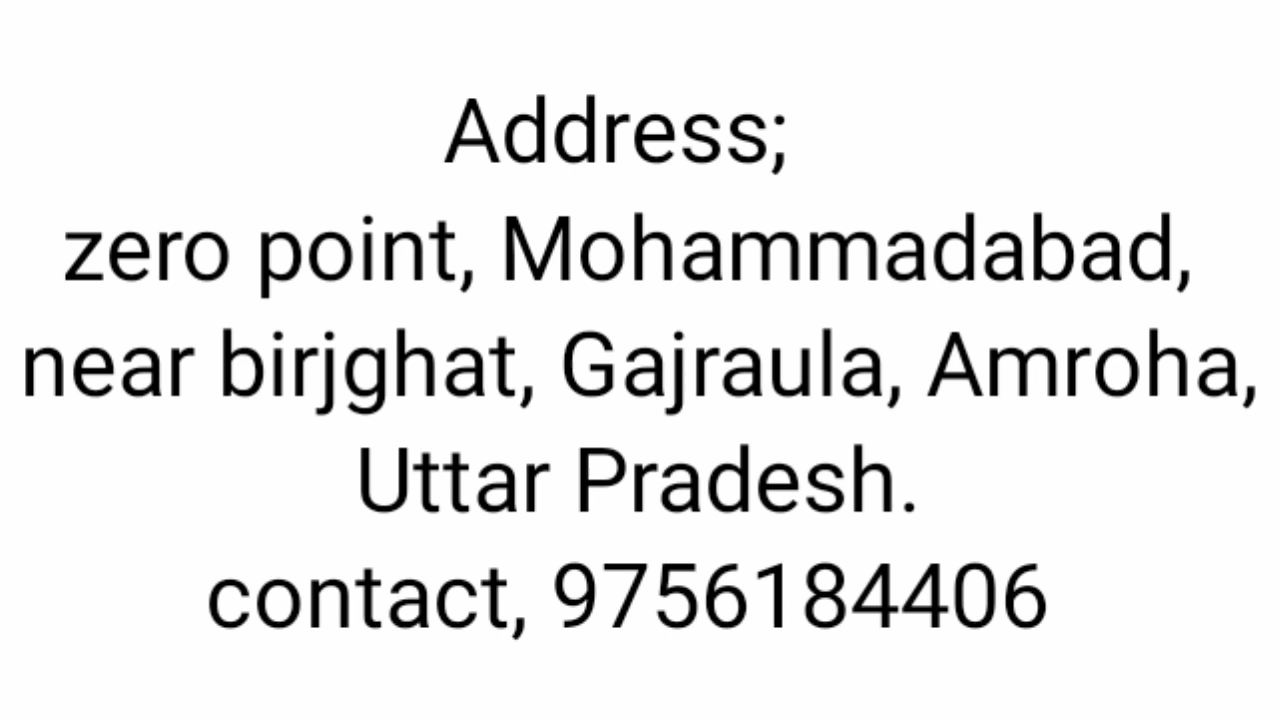 Address;
zero point, Mohammadabad,
near birjghat, Gajraula, Amroha,
Uttar Pradesh.
contact, 9756184406